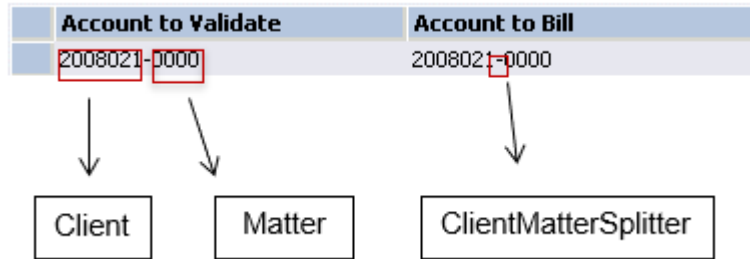 Account to Validate Account to Bill
2008021-0000 2008021-0000
Client Matter ClientMatterSplitter